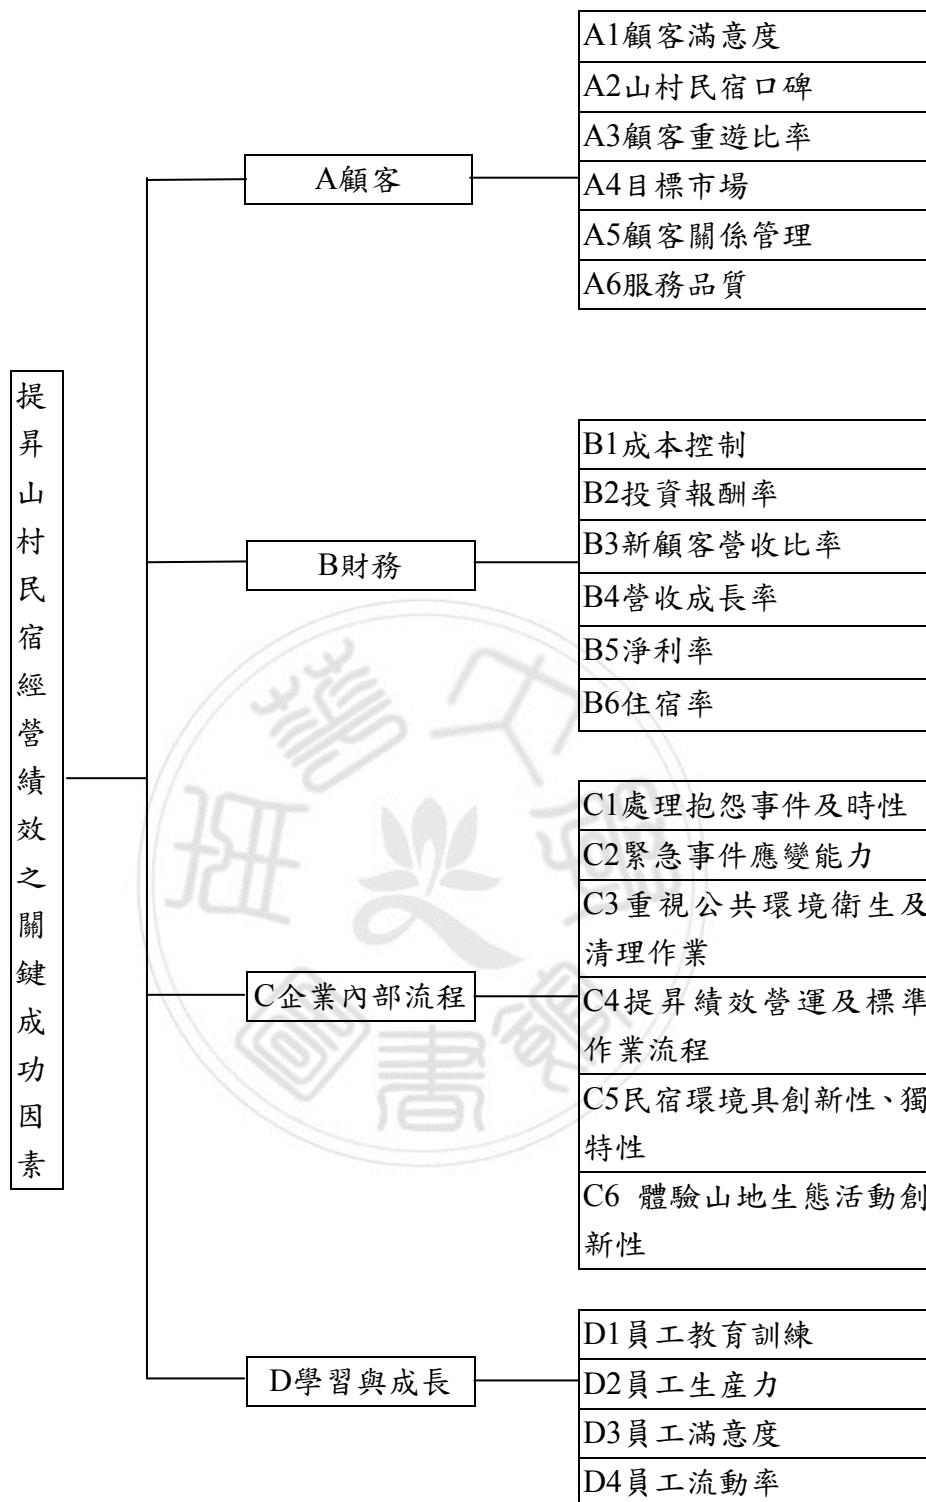 提昇山村民宿經營績效之關鍵成功因素
A顧客
A1顧客滿意度
A2山村民宿口碑
A3顧客重遊比率
A4目標市場
A5顧客關係管理
A6服務品質
B財務
B1成本控制
B2投資報酬率
B3新顧客營收比率
B4營收成長率
B5淨利率
B6住宿率
C企業內部流程
C1處理抱怨事件及時性
C2緊急事件應變能力
C3重視公共環境衛生及
清理作業
C4提昇績效營運及標準
作業流程
C5民宿環境具創新性、獨
特性
C6 體驗山地生態活動創
新性
D學習與成長
D1員工教育訓練
D2員工生產力
D3員工滿意度
D4員工流動率